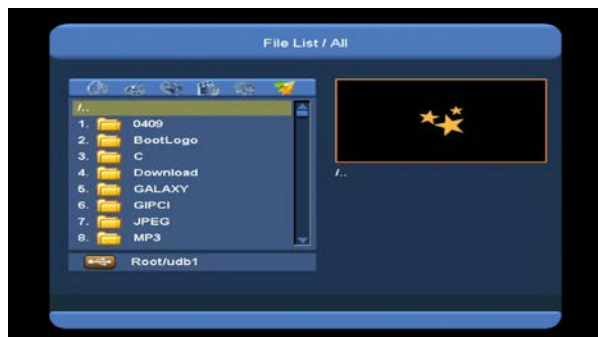 File List / All
/..
1. 0409
2. BootLogo
3. C
4. Download
5. GALAXY
6. GIPCI
7. JPEG
8. MP3
/..
Root/udb1